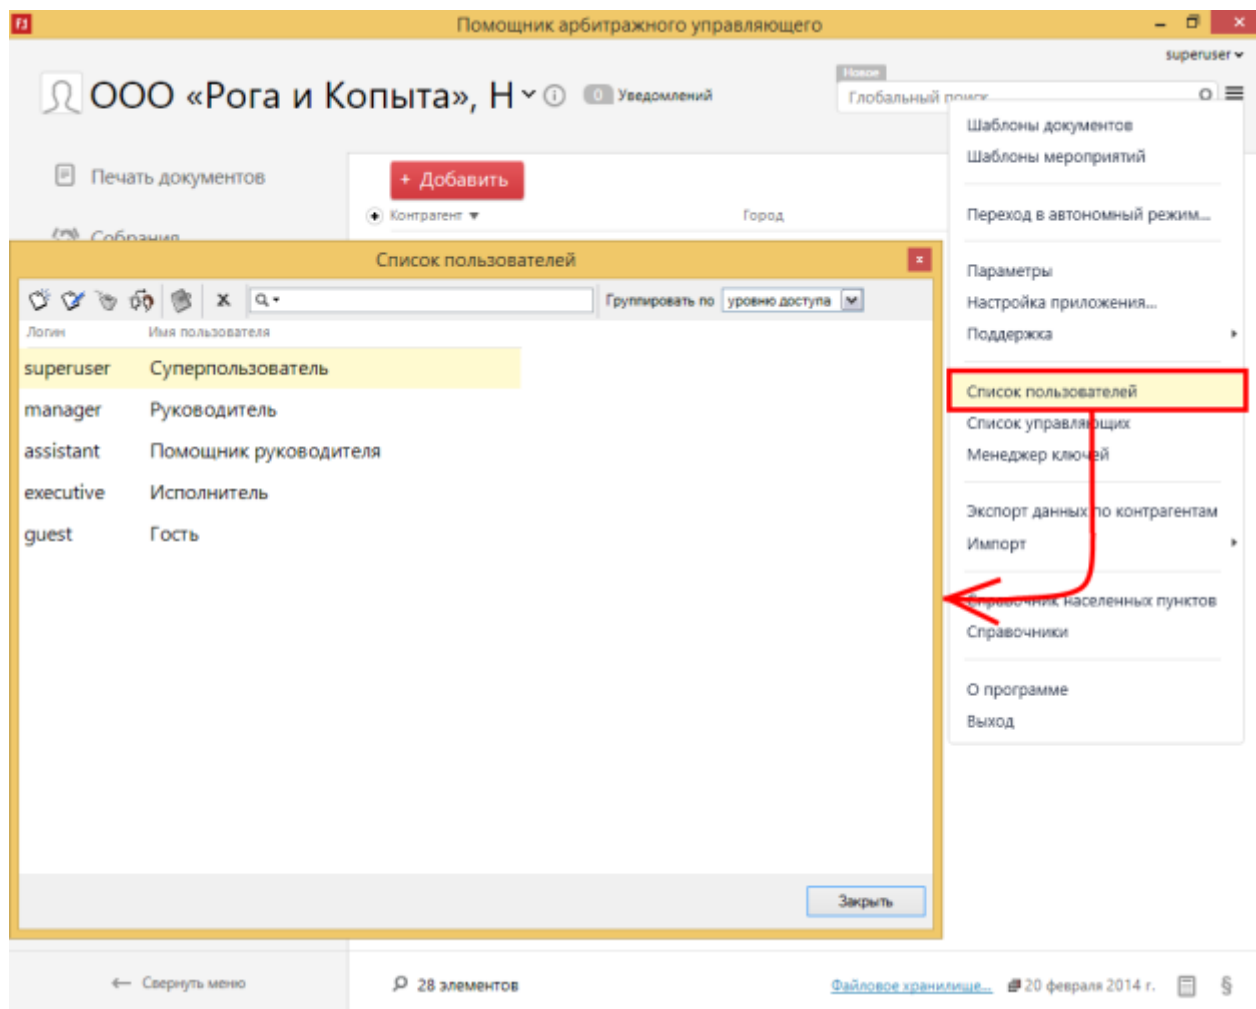 Помощник арбитражного управляющего
superuser
ООО «Рога и Копыта», Н
0 Уведомлений
Новое
Глобальный поиск
Печать документов
Собрания
+ Добавить
Контрагент
Город
Шаблоны документов
Шаблоны мероприятий
Переход в автономный режим...
Параметры
Настройка приложения...
Поддержка
Список пользователей
Список управляющих
Менеджер ключей
Экспорт данных по контрагентам
Импорт
Справочник населенных пунктов
Справочники
О программе
Выход
Список пользователей
Группировать по уровню доступа
Логин Имя пользователя
superuser Суперпользователь
manager Руководитель
assistant Помощник руководителя
executive Исполнитель
guest Гость
Закрыть
← Свернуть меню
28 элементов
Файловое хранилище...
20 февраля 2014 г.
§